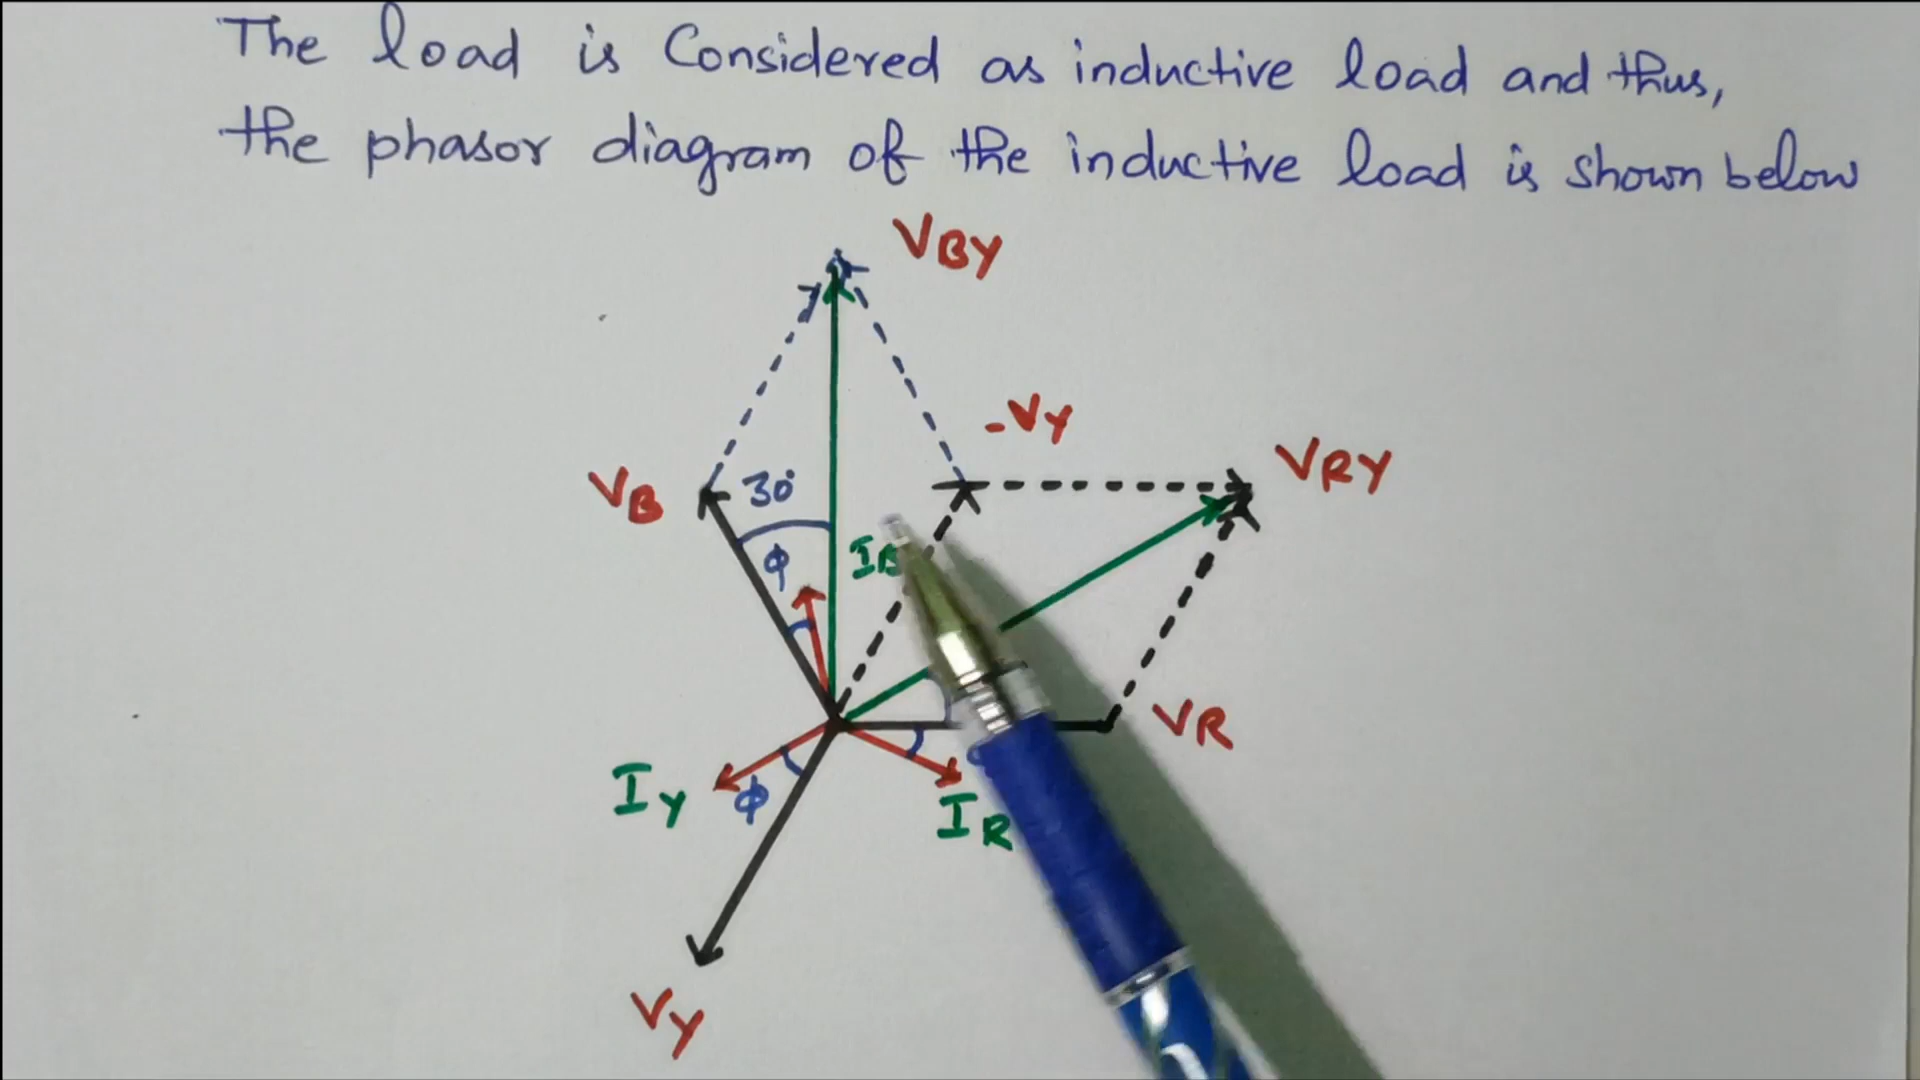 The load is Considered as inductive load and thus,
the phasor diagram of the inductive load is shown below
VBY
-VY
VRY
VB
30°
φ
IB
VR
IY
φ
IR
VY